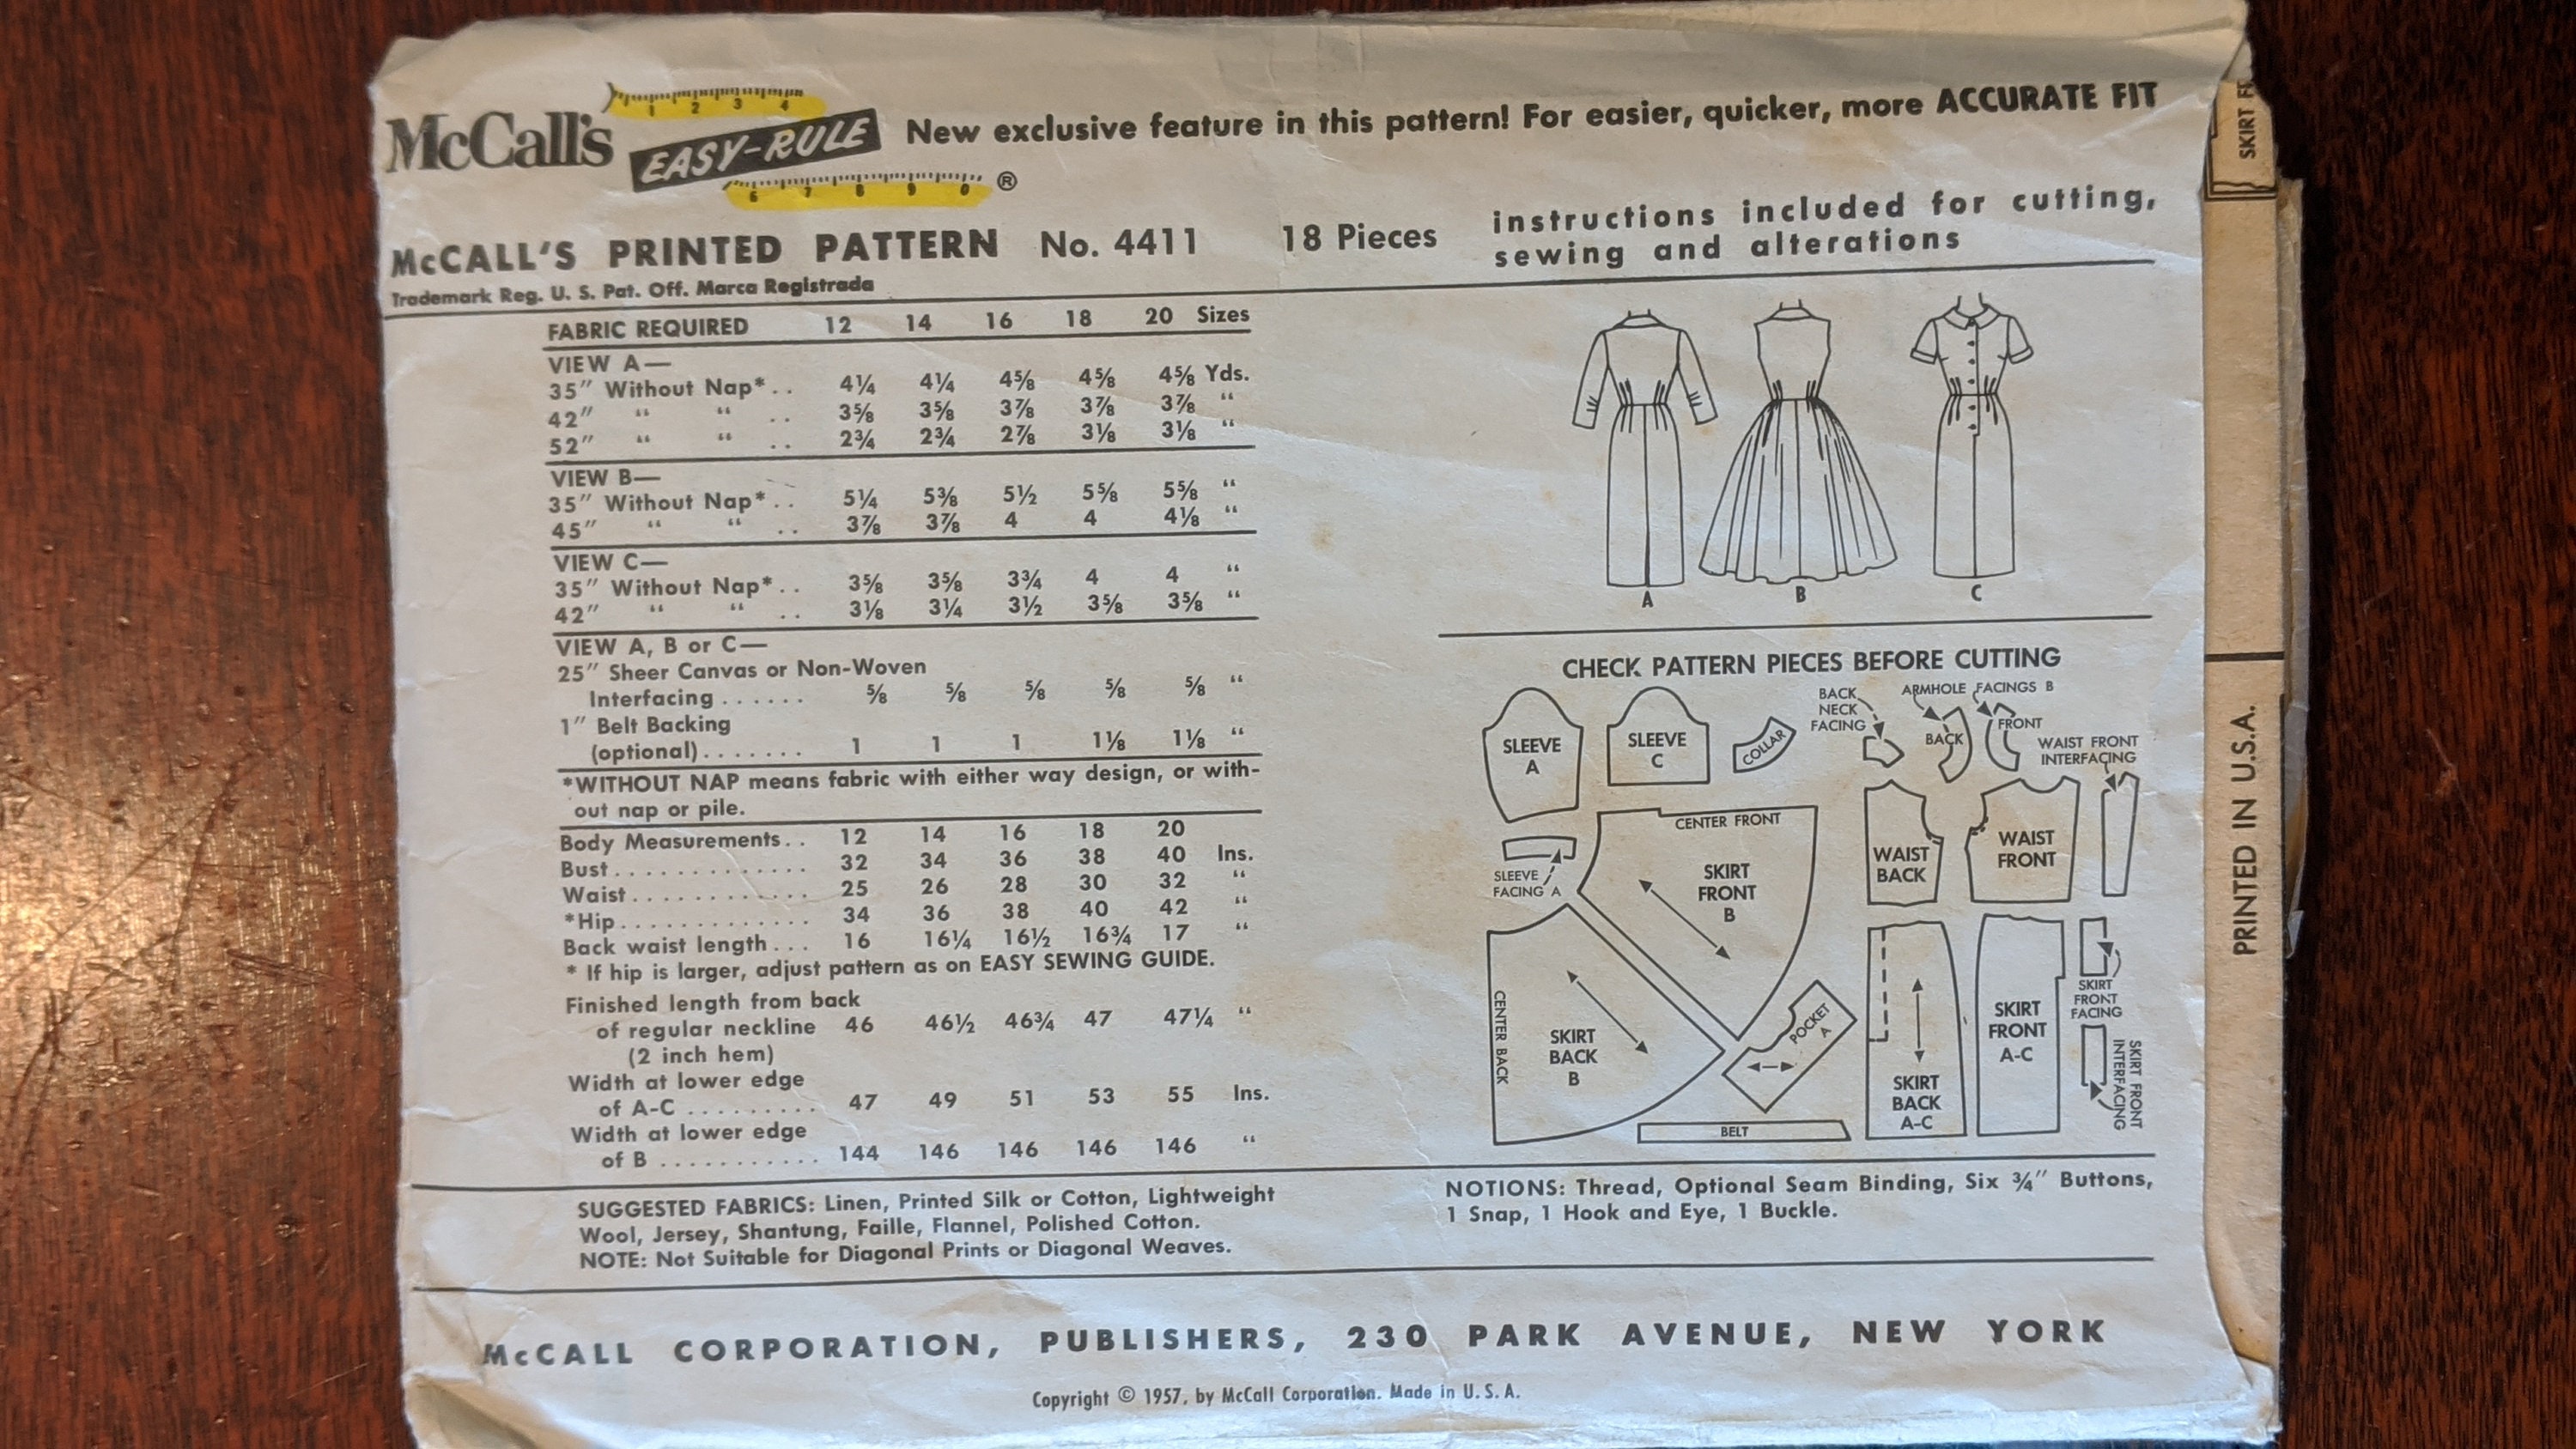 McCall's EASY-RULE ® New exclusive feature in this pattern! For easier, quicker, more ACCURATE FIT
1 2 3 4
6 7 8 9 0
McCALL'S PRINTED PATTERN No. 4411 18 Pieces instructions included for cutting,
sewing and alterations
Trademark Reg. U. S. Pat. Off. Marca Registrada
FABRIC REQUIRED 12 14 16 18 20 Sizes
VIEW A—
35" Without Nap*.. 4¼ 4¼ 4⅝ 4⅝ 4⅝ Yds.
42" “ “ .. 3⅝ 3⅝ 3⅞ 3⅞ 3⅞ “
52" “ “ .. 2¾ 2¾ 2⅞ 3⅛ 3⅛ “
VIEW B—
35" Without Nap*.. 5¼ 5⅜ 5½ 5⅝ 5⅝ “
45" “ “ .. 3⅞ 3⅞ 4 4 4⅛ “
VIEW C—
35" Without Nap*.. 3⅝ 3⅝ 3¾ 4 4 “
42" “ “ .. 3⅛ 3¼ 3½ 3⅝ 3⅝ “
VIEW A, B or C—
25" Sheer Canvas or Non-Woven
Interfacing...... ⅝ ⅝ ⅝ ⅝ ⅝ “
1" Belt Backing
(optional)....... 1 1 1 1⅛ 1⅛ “
*WITHOUT NAP means fabric with either way design, or with-
out nap or pile.
Body Measurements.. 12 14 16 18 20
Bust.............. 32 34 36 38 40 Ins.
Waist............. 25 26 28 30 32 “
*Hip.............. 34 36 38 40 42 “
Back waist length... 16 16¼ 16½ 16¾ 17 “
* If hip is larger, adjust pattern as on EASY SEWING GUIDE.
Finished length from back
of regular neckline 46 46½ 46¾ 47 47¼ “
(2 inch hem)
Width at lower edge
of A-C ......... 47 49 51 53 55 Ins.
Width at lower edge
of B ........... 144 146 146 146 146 “
SUGGESTED FABRICS: Linen, Printed Silk or Cotton, Lightweight
Wool, Jersey, Shantung, Faille, Flannel, Polished Cotton.
NOTE: Not Suitable for Diagonal Prints or Diagonal Weaves.
A B C
CHECK PATTERN PIECES BEFORE CUTTING
SLEEVE
A
SLEEVE
C
COLLAR
BACK
NECK
FACING
ARMHOLE FACINGS B
BACK
FRONT
WAIST FRONT
INTERFACING
SLEEVE
FACING A
CENTER FRONT
SKIRT
FRONT
B
WAIST
BACK
WAIST
FRONT
CENTER BACK
SKIRT
BACK
B
POCKET
A
BELT
SKIRT
BACK
A-C
SKIRT
FRONT
A-C
SKIRT
FRONT
FACING
SKIRT FRONT
INTERFACING
NOTIONS: Thread, Optional Seam Binding, Six ¾" Buttons,
1 Snap, 1 Hook and Eye, 1 Buckle.
McCALL CORPORATION, PUBLISHERS, 230 PARK AVENUE, NEW YORK
Copyright © 1957, by McCall Corporation. Made in U. S. A.
SKIRT
PRINTED IN U.S.A.